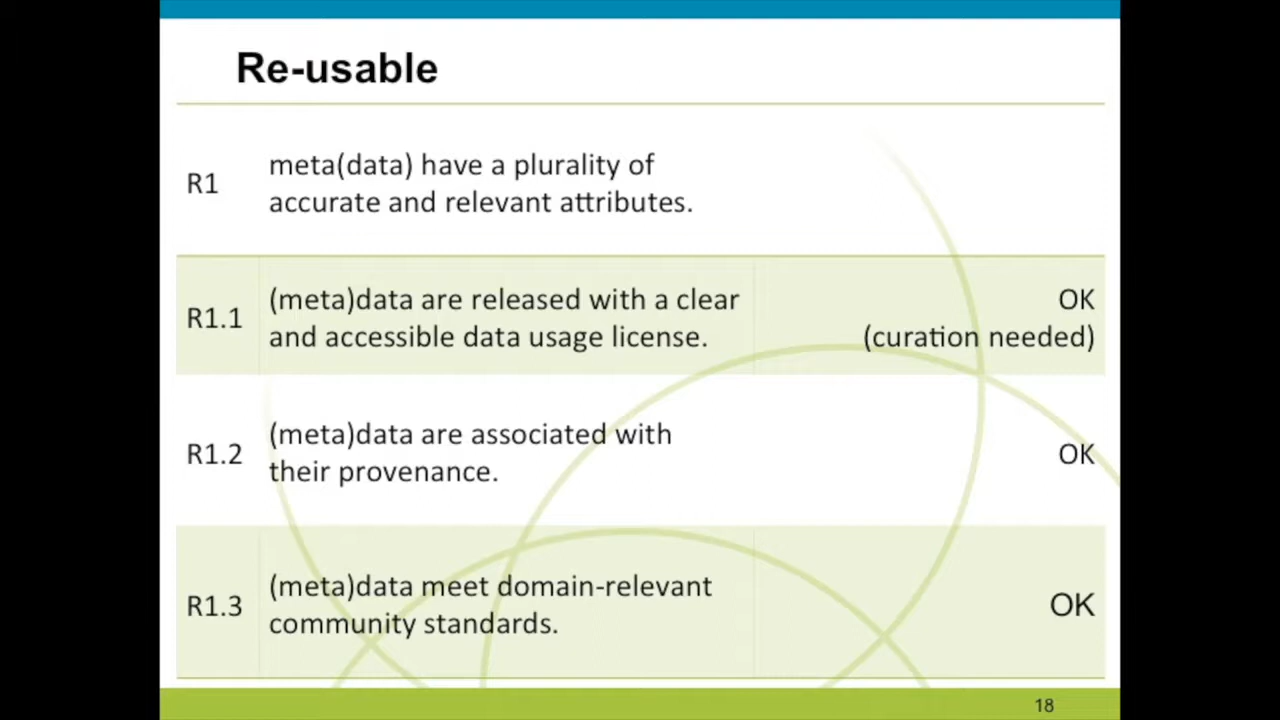 Re-usable
R1
meta(data) have a plurality of
accurate and relevant attributes.
R1.1
(meta)data are released with a clear
and accessible data usage license.
OK
(curation needed)
R1.2
(meta)data are associated with
their provenance.
OK
R1.3
(meta)data meet domain-relevant
community standards.
OK
18